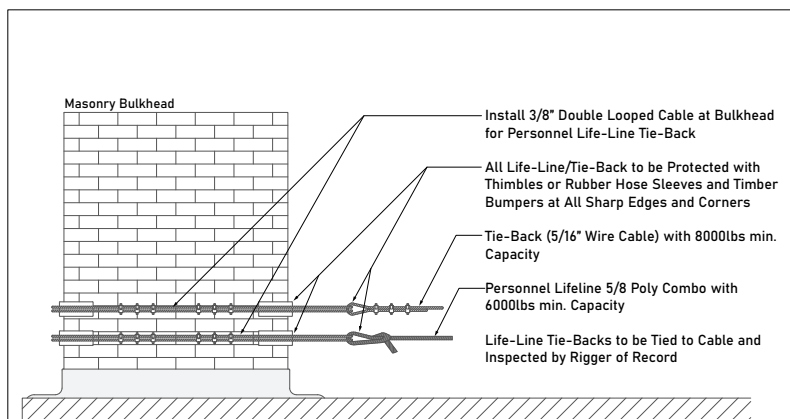 Masonry Bulkhead
Install 3/8" Double Looped Cable at Bulkhead
for Personnel Life-Line Tie-Back
All Life-Line/Tie-Back to be Protected with
Thimbles or Rubber Hose Sleeves and Timber
Bumpers at All Sharp Edges and Corners
Tie-Back (5/16" Wire Cable) with 8000lbs min.
Capacity
Personnel Lifeline 5/8 Poly Combo with
6000lbs min. Capacity
Life-Line Tie-Backs to be Tied to Cable and
Inspected by Rigger of Record